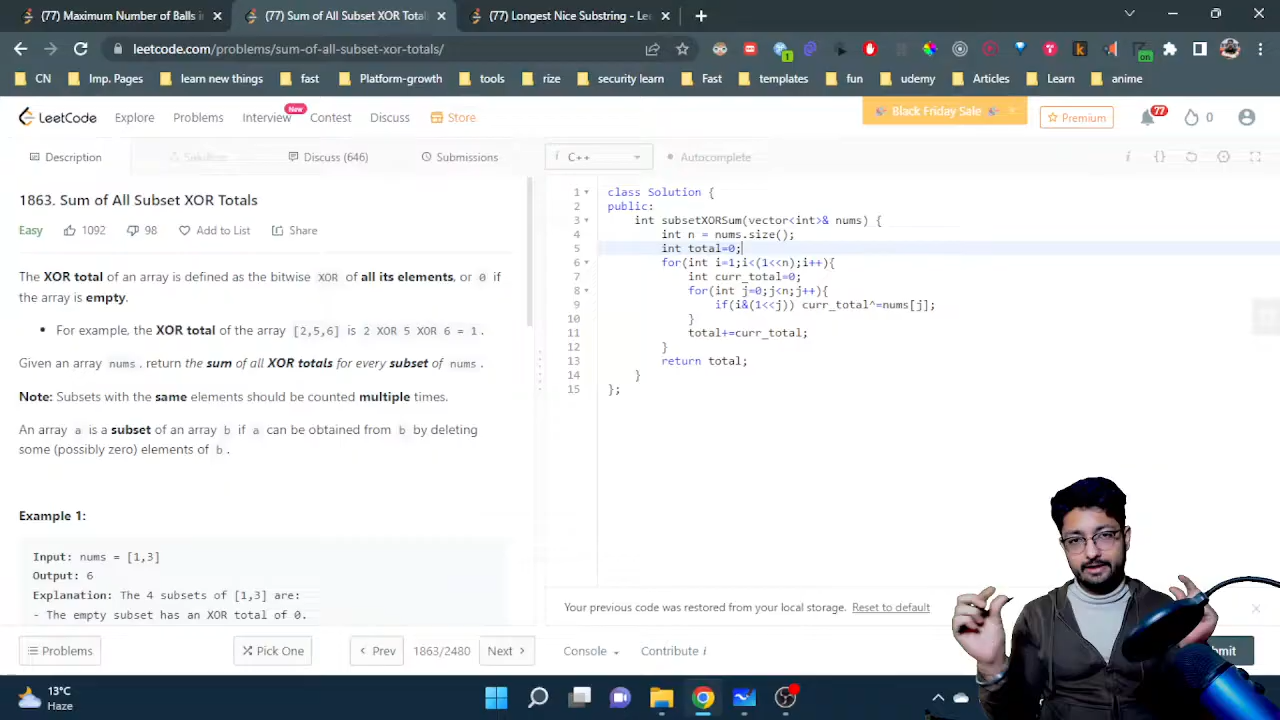 (77) Maximum Number of Balls in
(77) Sum of All Subset XOR Tota
(77) Longest Nice Substring - Le
leetcode.com/problems/sum-of-all-subset-xor-totals/
CN
Imp. Pages
learn new things
fast
Platform-growth
tools
rize
security learn
Fast
templates
fun
udemy
Articles
Learn
anime
LeetCode
Explore
Problems
Interview
New
Contest
Discuss
Store
Black Friday Sale
Premium
77
0
Description
Solution
Discuss (646)
Submissions
i C++
Autocomplete
1863. Sum of All Subset XOR Totals
Easy
1092
98
Add to List
Share
The XOR total of an array is defined as the bitwise XOR of all its elements, or 0 if
the array is empty.
• For example, the XOR total of the array [2,5,6] is 2 XOR 5 XOR 6 = 1.
Given an array nums, return the sum of all XOR totals for every subset of nums.
Note: Subsets with the same elements should be counted multiple times.
An array a is a subset of an array b if a can be obtained from b by deleting
some (possibly zero) elements of b.
Example 1:
Input: nums = [1,3]
Output: 6
Explanation: The 4 subsets of [1,3] are:
- The empty subset has an XOR total of 0.
1 class Solution {
2 public:
3 int subsetXORSum(vector<int>& nums) {
4 int n = nums.size();
5 int total=0;
6 for(int i=1;i<(1<<n);i++){
7 int curr_total=0;
8 for(int j=0;j<n;j++){
9 if(i&(1<<j)) curr_total^=nums[j];
10 }
11 total+=curr_total;
12 }
13 return total;
14 }
15 };
Your previous code was restored from your local storage. Reset to default
Problems
Pick One
< Prev
1863/2480
Next >
Console
Contribute i
13°C
Haze
1
on